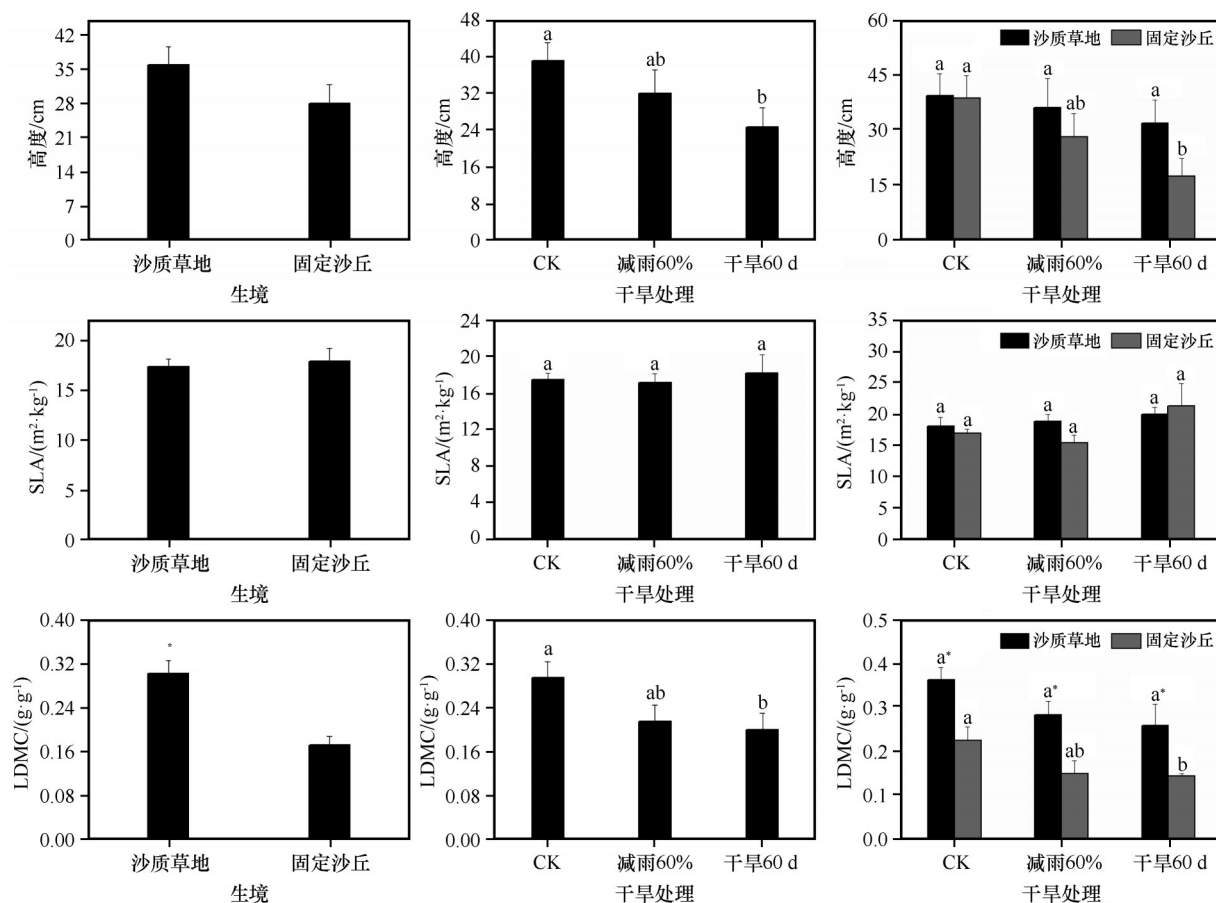 42
35
28
21
14
7
0
高度/cm
沙质草地
固定沙丘
生境
48
40
32
24
16
8
0
高度/cm
a
ab
b
CK
减雨60%
干旱60 d
干旱处理
60
45
30
15
0
高度/cm
沙质草地
固定沙丘
a
a
a
ab
a
b
CK
减雨60%
干旱60 d
干旱处理
20
15
10
5
0
SLA/(m²·kg⁻¹)
沙质草地
固定沙丘
生境
24
20
16
12
8
4
0
SLA/(m²·kg⁻¹)
a
a
a
CK
减雨60%
干旱60 d
干旱处理
35
30
25
20
15
10
5
0
SLA/(m²·kg⁻¹)
沙质草地
固定沙丘
a
a
a
a
a
a
CK
减雨60%
干旱60 d
干旱处理
0.40
0.32
0.24
0.16
0.08
0.00
LDMC/(g·g⁻¹)
*
沙质草地
固定沙丘
生境
0.40
0.32
0.24
0.16
0.08
0.00
LDMC/(g·g⁻¹)
a
ab
b
CK
减雨60%
干旱60 d
干旱处理
0.5
0.4
0.3
0.2
0.1
0.0
LDMC/(g·g⁻¹)
沙质草地
固定沙丘
a*
a
a*
ab
a*
b
CK
减雨60%
干旱60 d
干旱处理